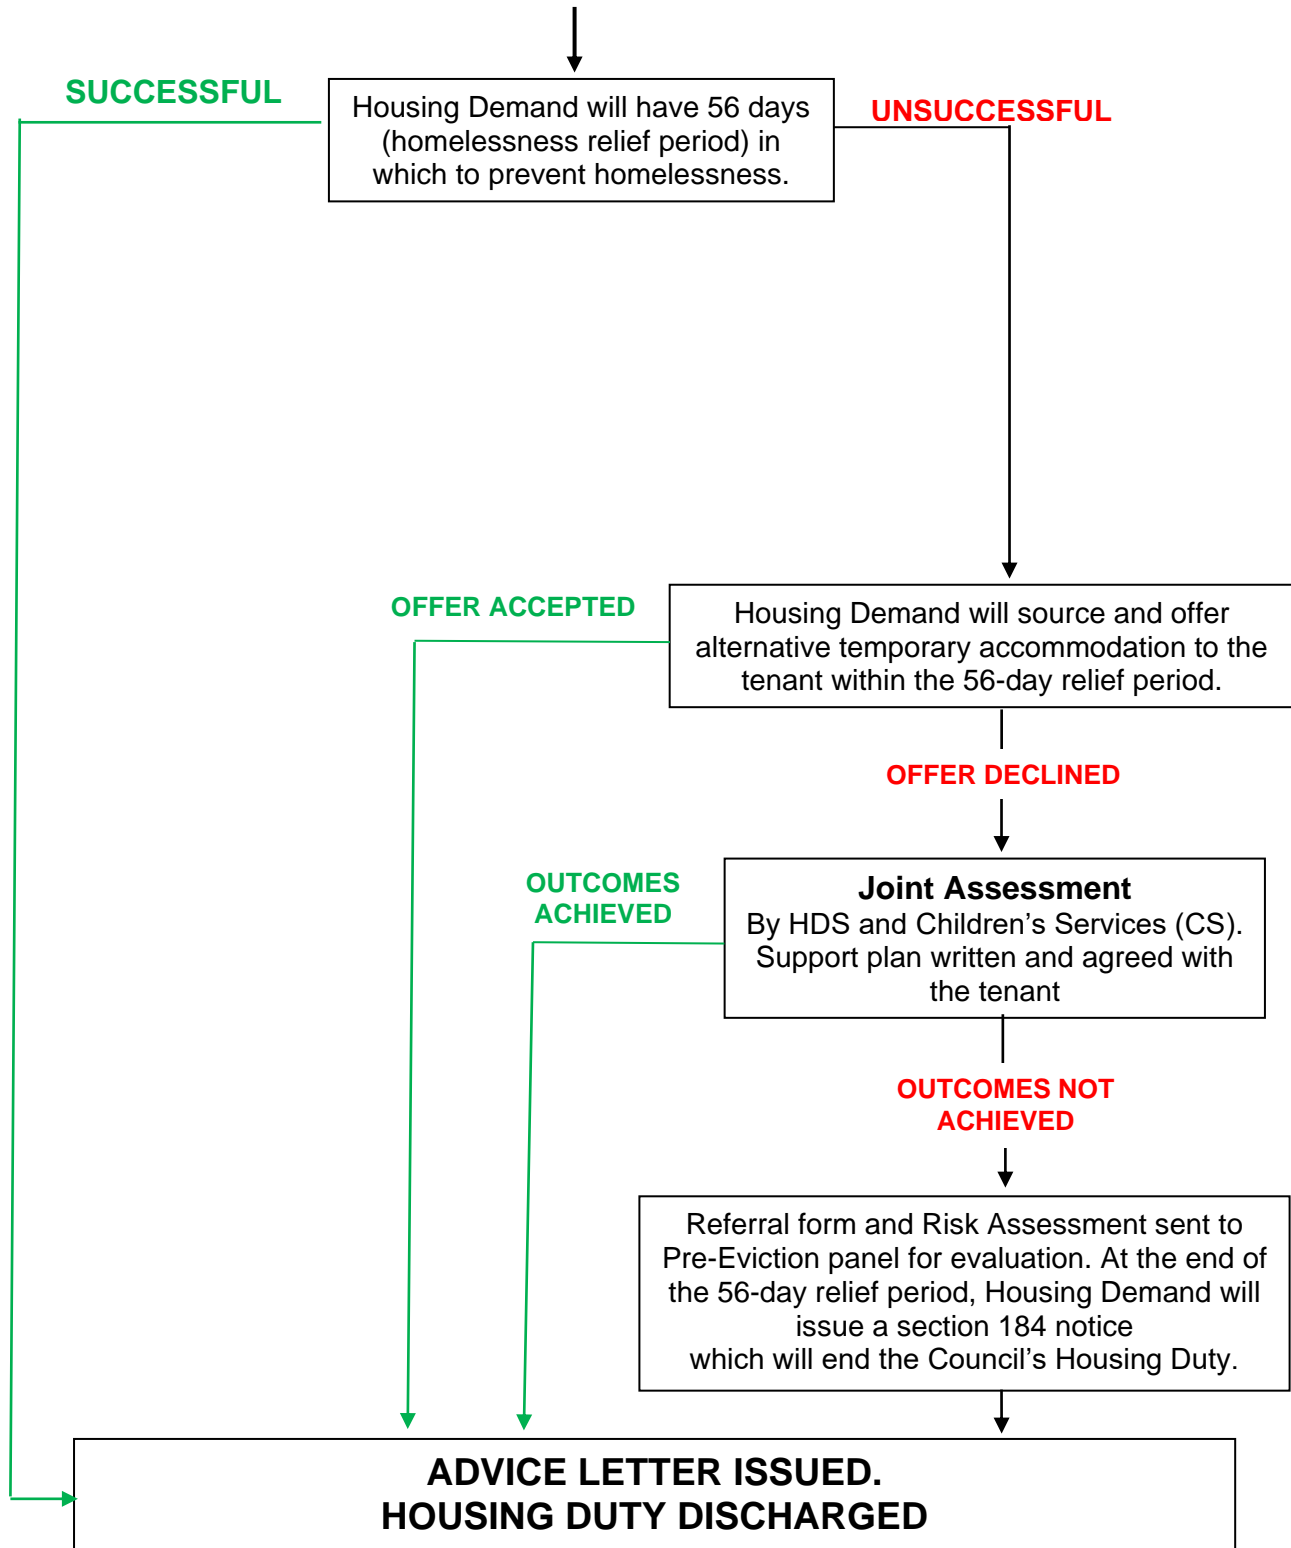 SUCCESSFUL
Housing Demand will have 56 days
(homelessness relief period) in
which to prevent homelessness.
UNSUCCESSFUL
OFFER ACCEPTED
Housing Demand will source and offer
alternative temporary accommodation to the
tenant within the 56-day relief period.
OFFER DECLINED
OUTCOMES
ACHIEVED
Joint Assessment
By HDS and Children’s Services (CS).
Support plan written and agreed with
the tenant
OUTCOMES NOT
ACHIEVED
Referral form and Risk Assessment sent to
Pre-Eviction panel for evaluation. At the end of
the 56-day relief period, Housing Demand will
issue a section 184 notice
which will end the Council’s Housing Duty.
ADVICE LETTER ISSUED.
HOUSING DUTY DISCHARGED